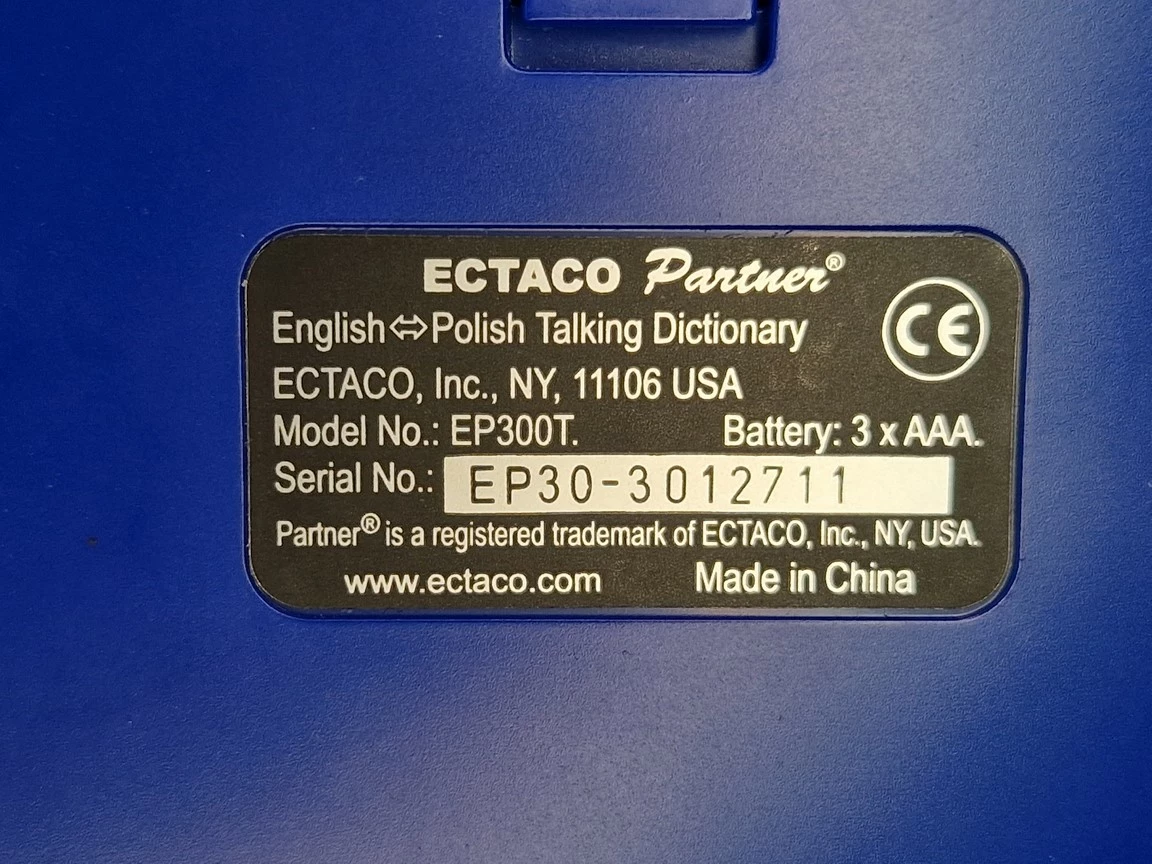 ECTACO Partner®
English⇔Polish Talking Dictionary
CE
ECTACO, Inc., NY, 11106 USA
Model No.: EP300T. Battery: 3 x AAA.
Serial No.: EP30-3012711
Partner® is a registered trademark of ECTACO, Inc., NY, USA.
www.ectaco.com Made in China